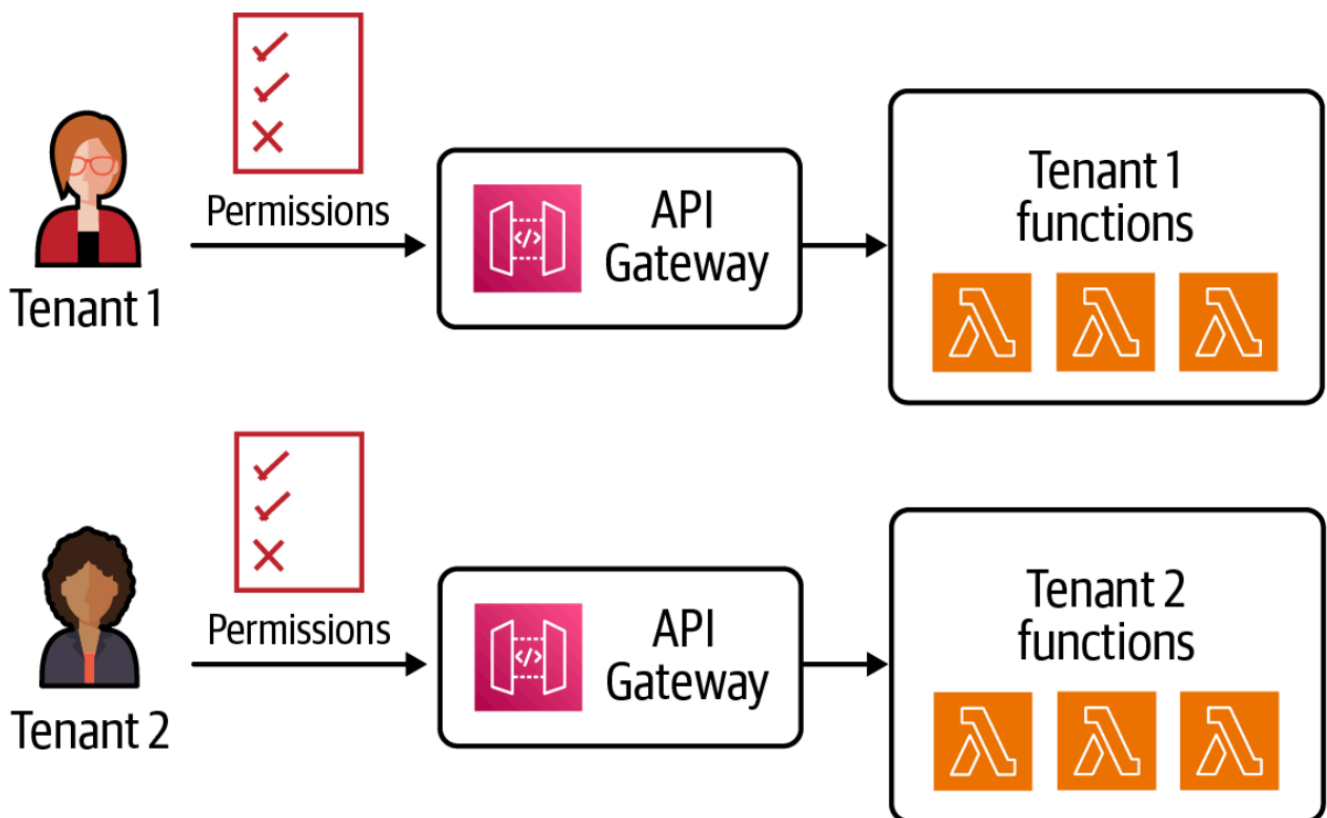 Tenant 1
Permissions
</>
API
Gateway
Tenant 1
functions
Tenant 2
Permissions
</>
API
Gateway
Tenant 2
functions